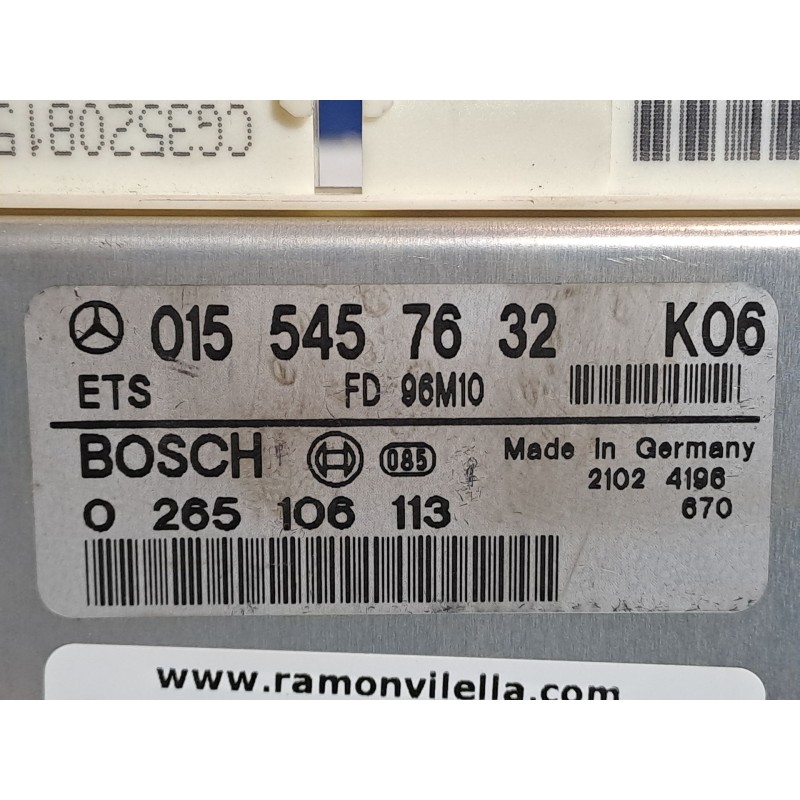 CG3520815
015 545 76 32 K06
ETS FD 96M10
BOSCH 085 Made in Germany
2102 4196
0 265 106 113 670
www.ramonvilella.com